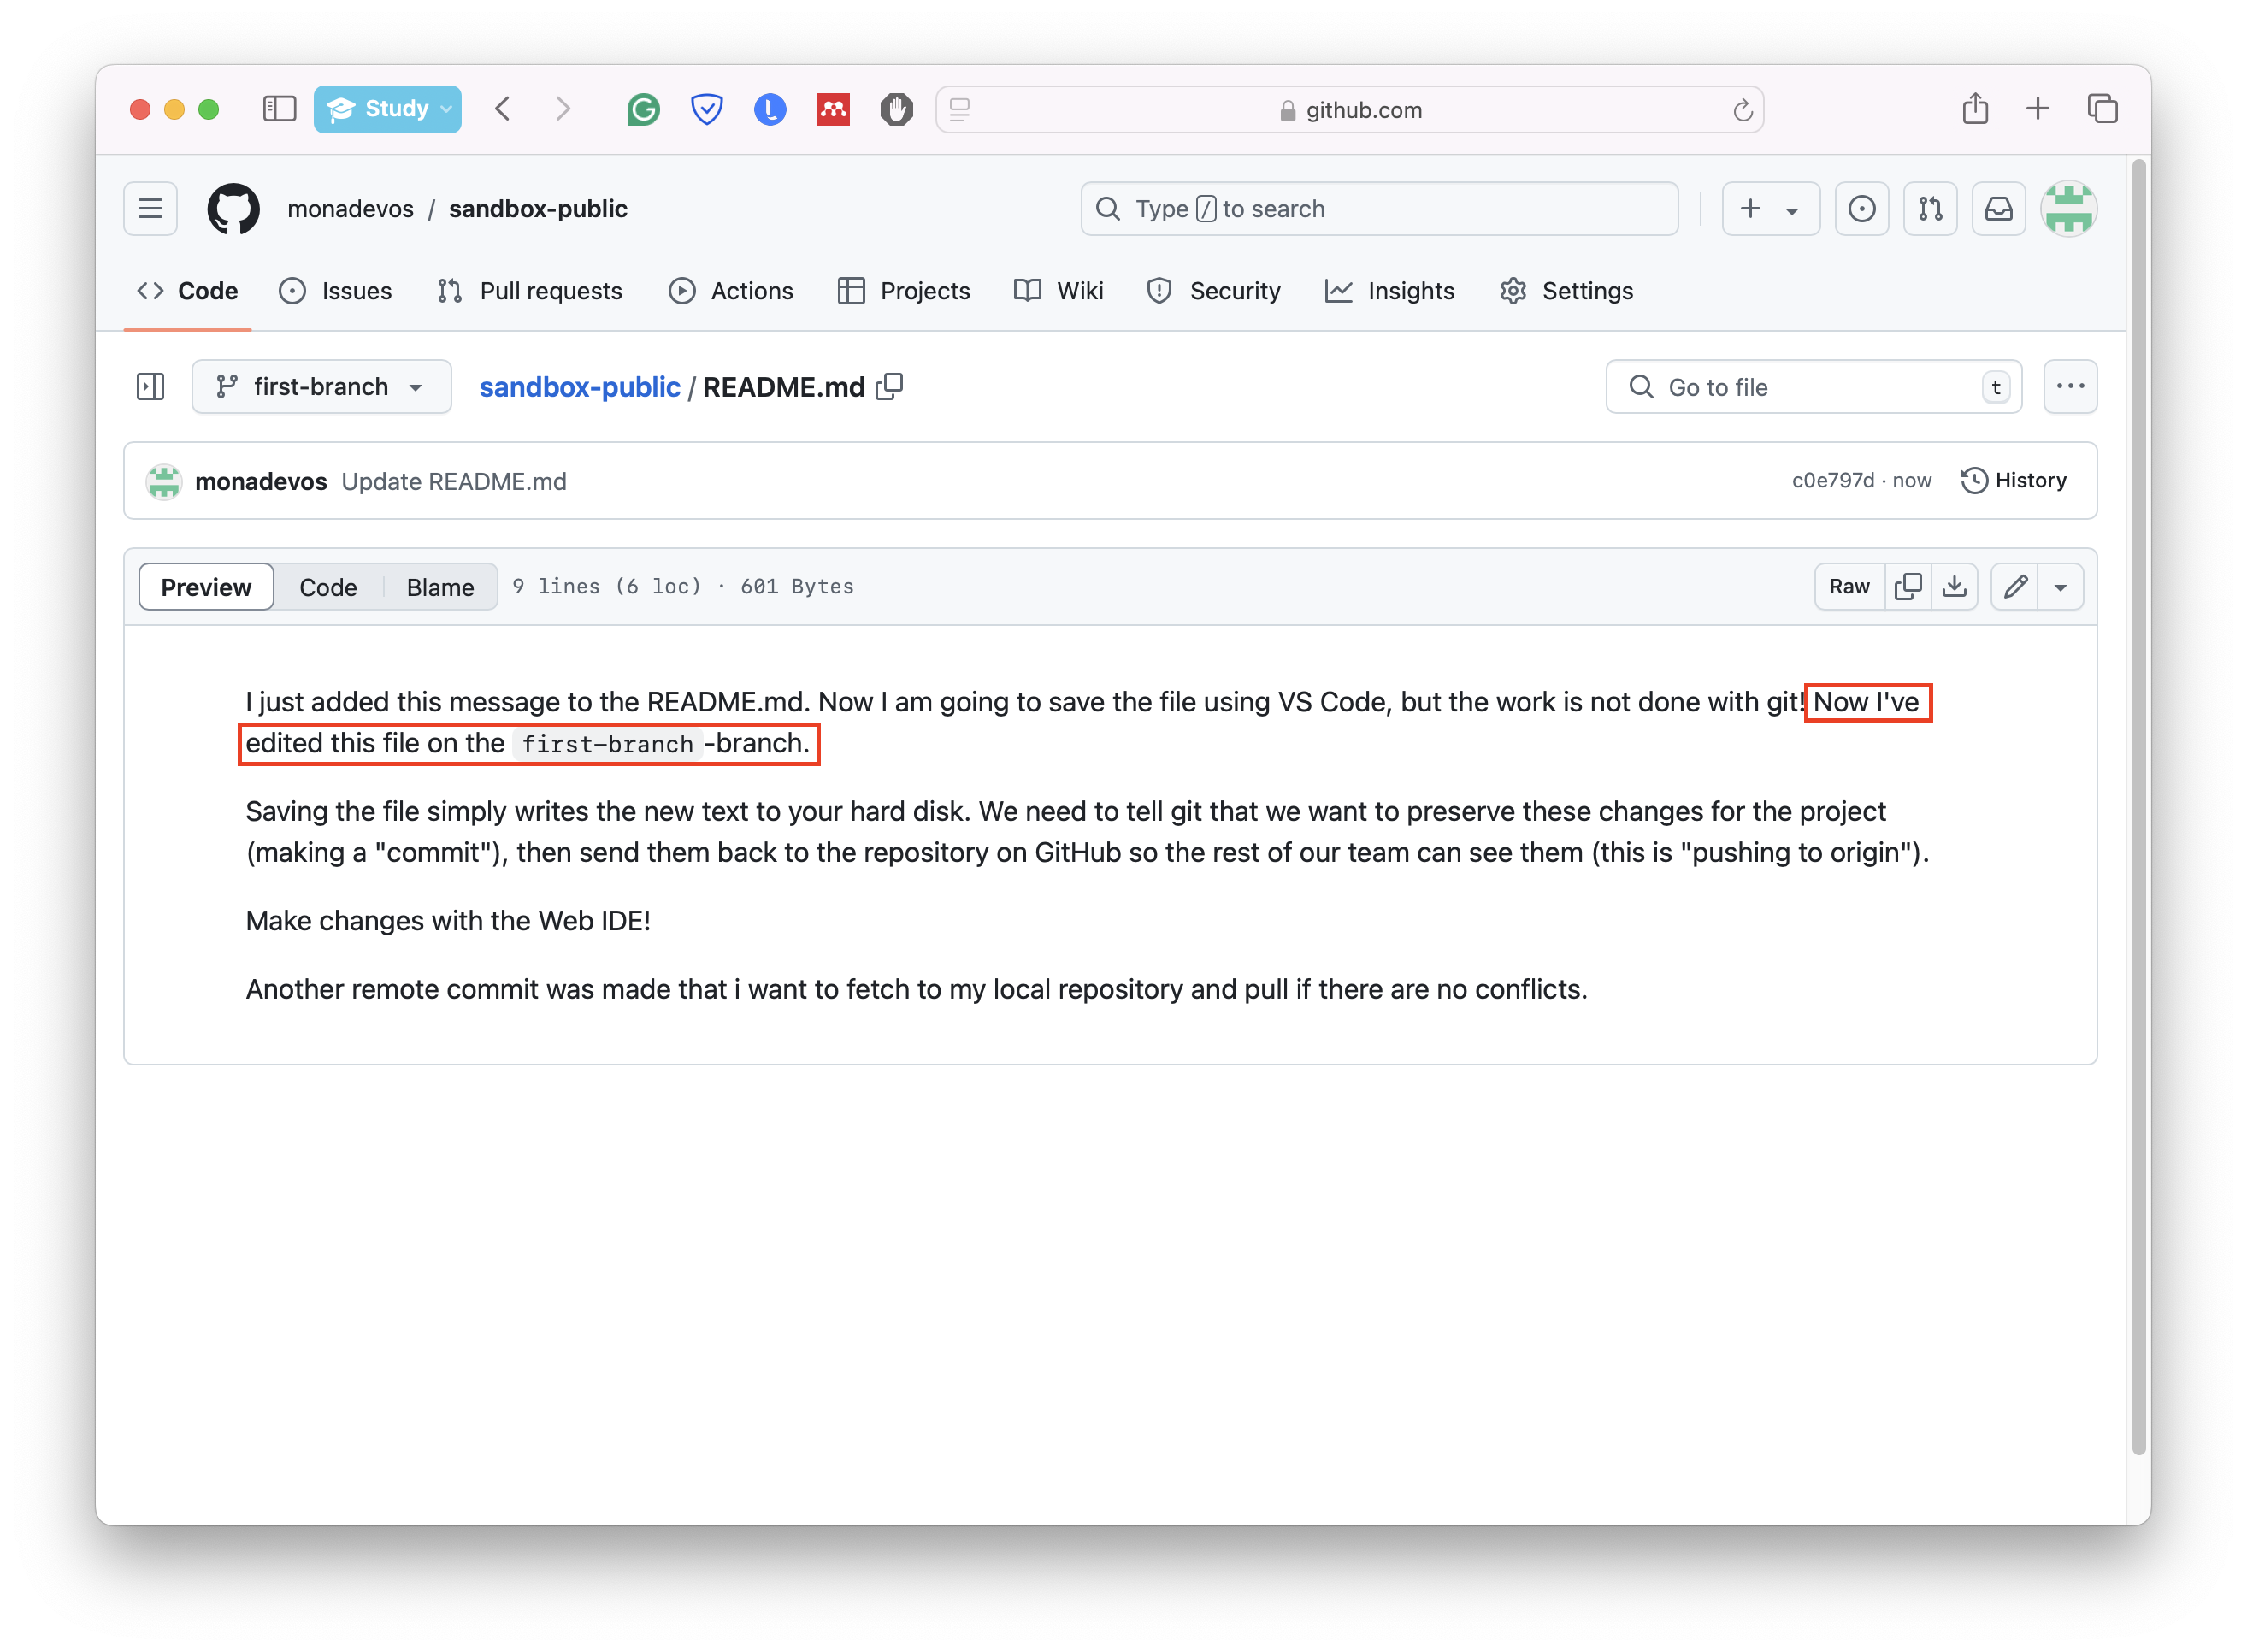 Study
github.com
monadevos / sandbox-public
Type / to search
Code Issues Pull requests Actions Projects Wiki Security Insights Settings
first-branch
sandbox-public / README.md
Go to file t
monadevos Update README.md
c0e797d · now History
Preview Code Blame 9 lines (6 loc) · 601 Bytes
Raw
I just added this message to the README.md. Now I am going to save the file using VS Code, but the work is not done with git! Now I've
edited this file on the first-branch -branch.
Saving the file simply writes the new text to your hard disk. We need to tell git that we want to preserve these changes for the project
(making a "commit"), then send them back to the repository on GitHub so the rest of our team can see them (this is "pushing to origin").
Make changes with the Web IDE!
Another remote commit was made that i want to fetch to my local repository and pull if there are no conflicts.